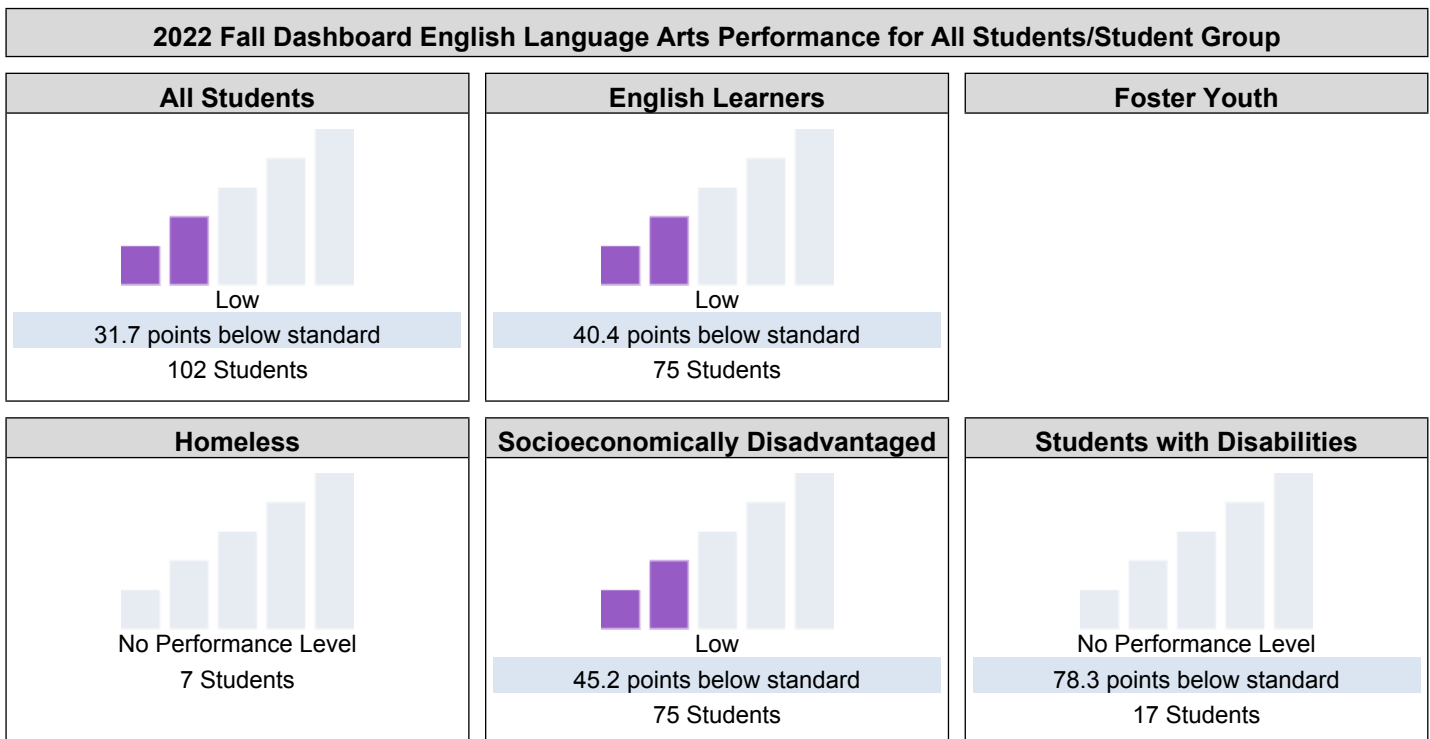 2022 Fall Dashboard English Language Arts Performance for All Students/Student Group
All Students
Low
31.7 points below standard
102 Students
English Learners
Low
40.4 points below standard
75 Students
Foster Youth
Homeless
No Performance Level
7 Students
Socioeconomically Disadvantaged
Low
45.2 points below standard
75 Students
Students with Disabilities
No Performance Level
78.3 points below standard
17 Students